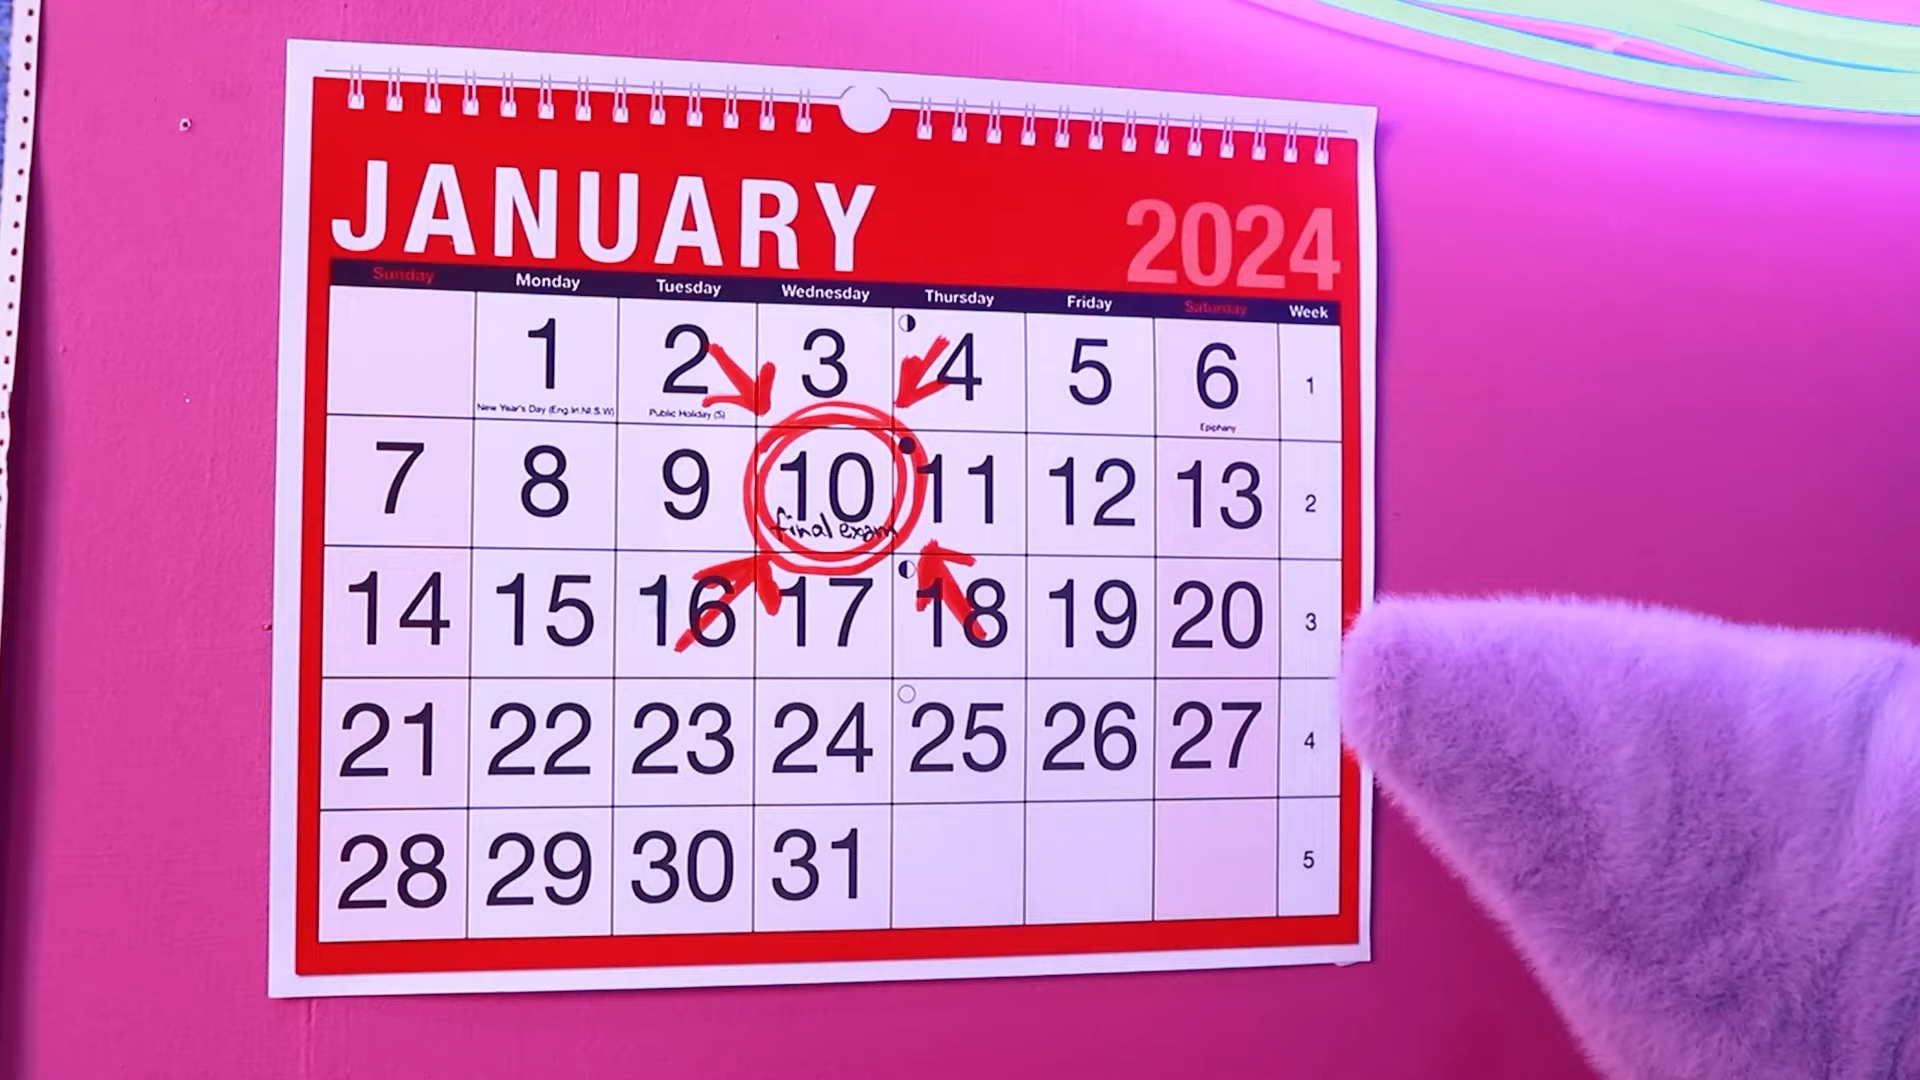 JANUARY 2024
Sunday Monday Tuesday Wednesday Thursday Friday Saturday Week
1 2 3 4 5 6 1
New Year's Day (Eng.Irl.NI.S.W) Public Holiday (S) Epiphany
7 8 9 10 11 12 13 2
final exam
14 15 16 17 18 19 20 3
21 22 23 24 25 26 27 4
28 29 30 31 5